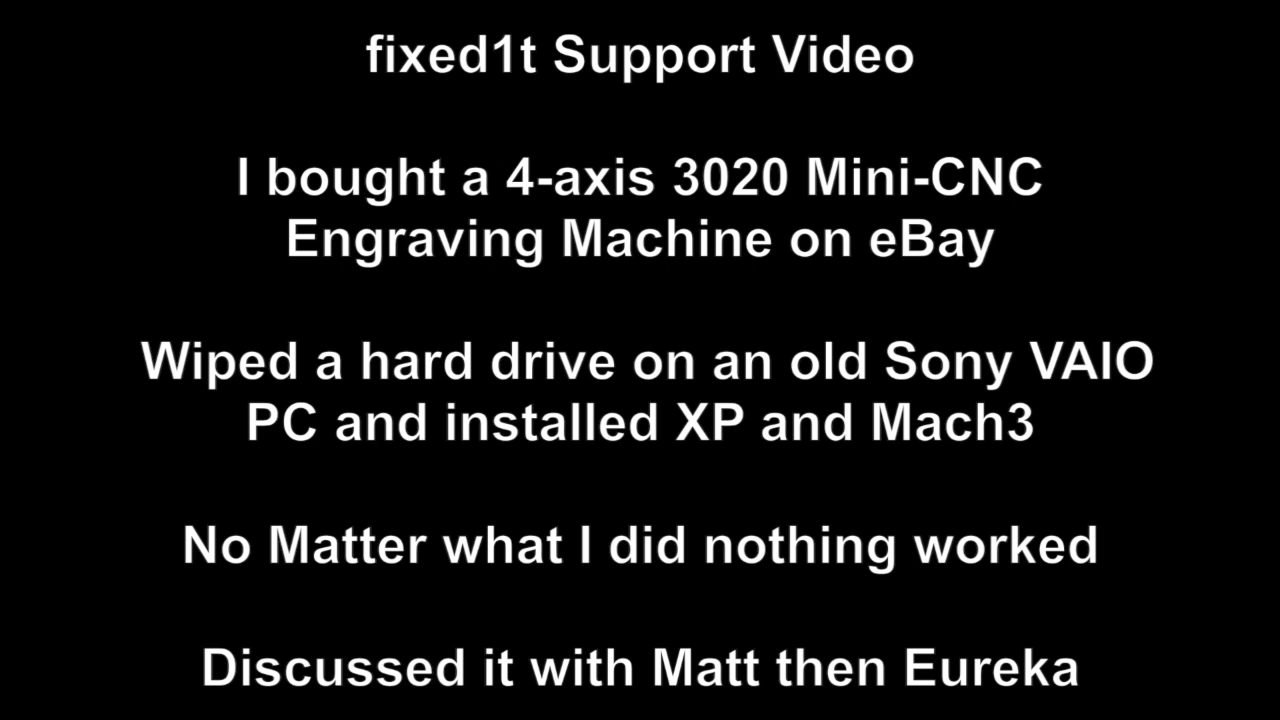 fixed1t Support Video
I bought a 4-axis 3020 Mini-CNC
Engraving Machine on eBay
Wiped a hard drive on an old Sony VAIO
PC and installed XP and Mach3
No Matter what I did nothing worked
Discussed it with Matt then Eureka